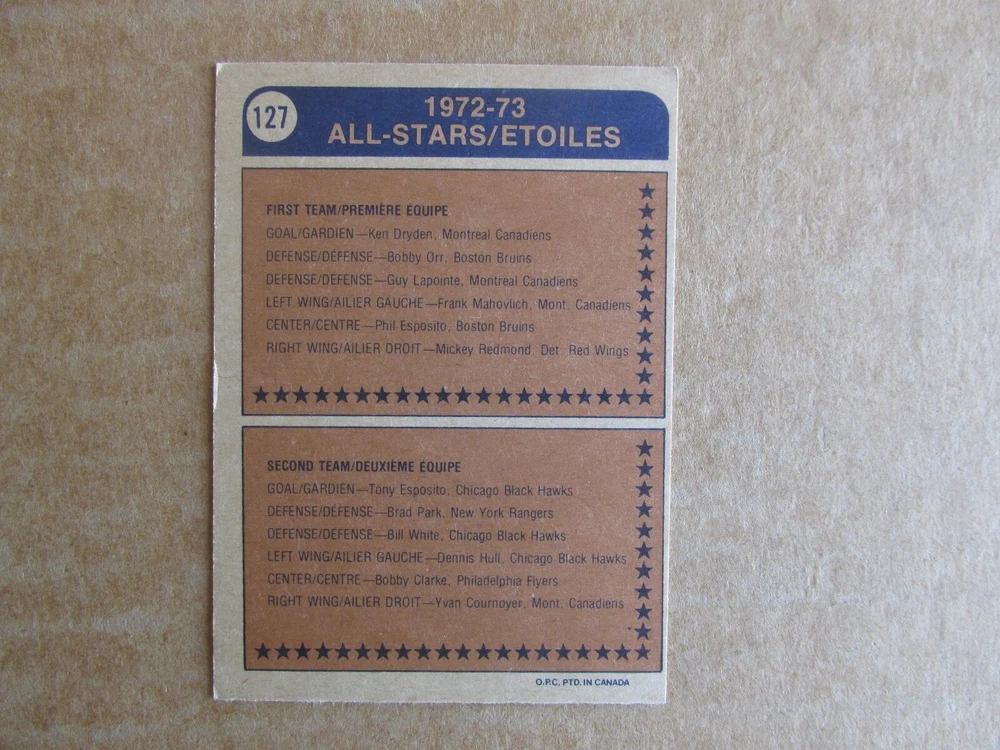 127
1972-73
ALL-STARS/ETOILES
FIRST TEAM/PREMIÈRE ÉQUIPE
GOAL/GARDIEN—Ken Dryden, Montreal Canadiens
DEFENSE/DÉFENSE—Bobby Orr, Boston Bruins
DEFENSE/DÉFENSE—Guy Lapointe, Montreal Canadiens
LEFT WING/AILIER GAUCHE—Frank Mahovlich, Mont. Canadiens
CENTER/CENTRE—Phil Esposito, Boston Bruins
RIGHT WING/AILIER DROIT—Mickey Redmond, Det. Red Wings
SECOND TEAM/DEUXIÈME ÉQUIPE
GOAL/GARDIEN—Tony Esposito, Chicago Black Hawks
DEFENSE/DÉFENSE—Brad Park, New York Rangers
DEFENSE/DÉFENSE—Bill White, Chicago Black Hawks
LEFT WING/AILIER GAUCHE—Dennis Hull, Chicago Black Hawks
CENTER/CENTRE—Bobby Clarke, Philadelphia Flyers
RIGHT WING/AILIER DROIT—Yvan Cournoyer, Mont. Canadiens
O.P.C. PTD. IN CANADA